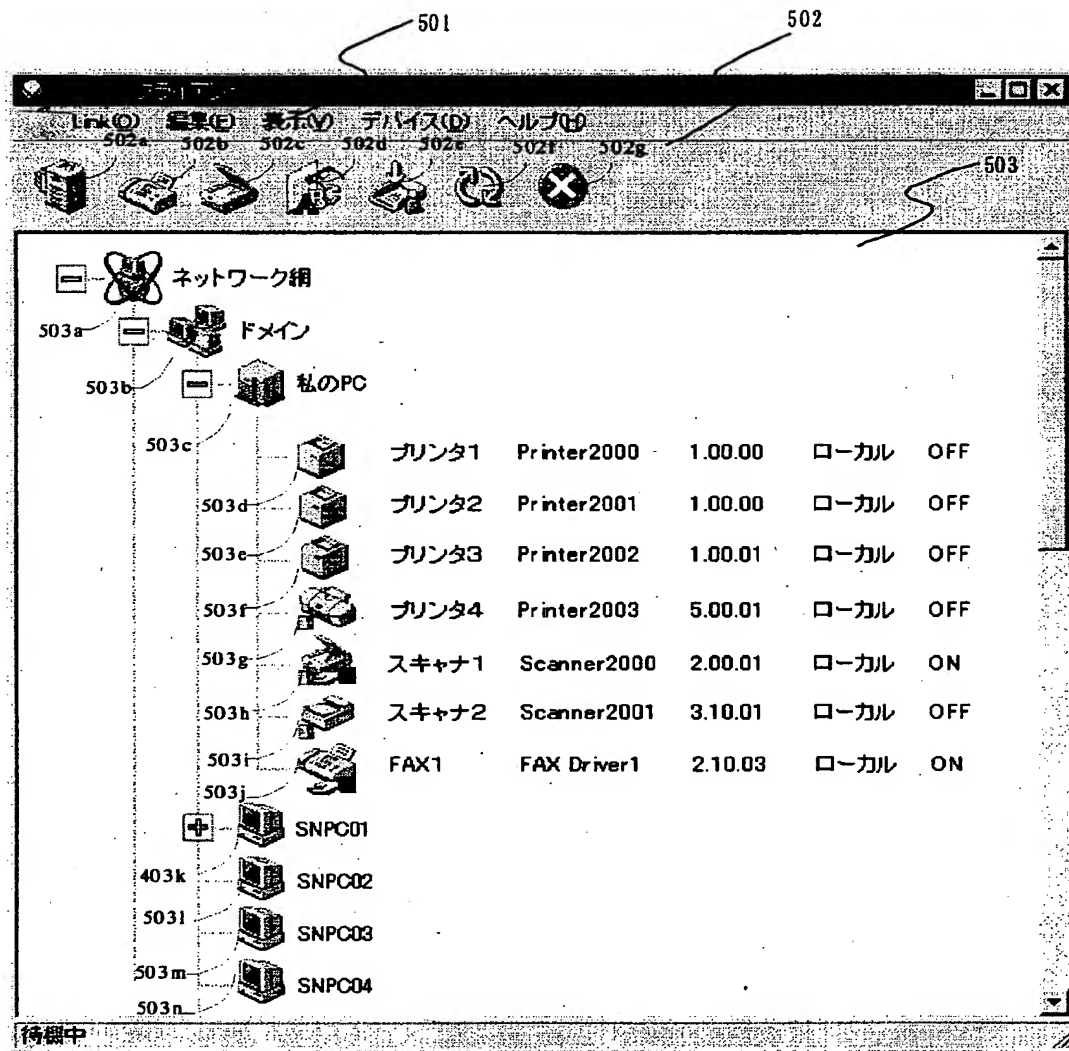 501
502
Link(O) 編集(E) 表示(V) デバイス(D) ヘルプ(H)
502a 502b 502c 502d 502e 502f 502g
503
ネットワーク網
503a
ドメイン
503b
私のPC
503c
プリンタ1 Printer2000 1.00.00 ローカル OFF
503d
プリンタ2 Printer2001 1.00.00 ローカル OFF
503e
プリンタ3 Printer2002 1.00.01 ローカル OFF
503f
プリンタ4 Printer2003 5.00.01 ローカル OFF
503g
スキャナ1 Scanner2000 2.00.01 ローカル ON
503h
スキャナ2 Scanner2001 3.10.01 ローカル OFF
503i
FAX1 FAX Driver1 2.10.03 ローカル ON
503j
SNPC01
403k
SNPC02
503l
SNPC03
503m
SNPC04
503n
待機中